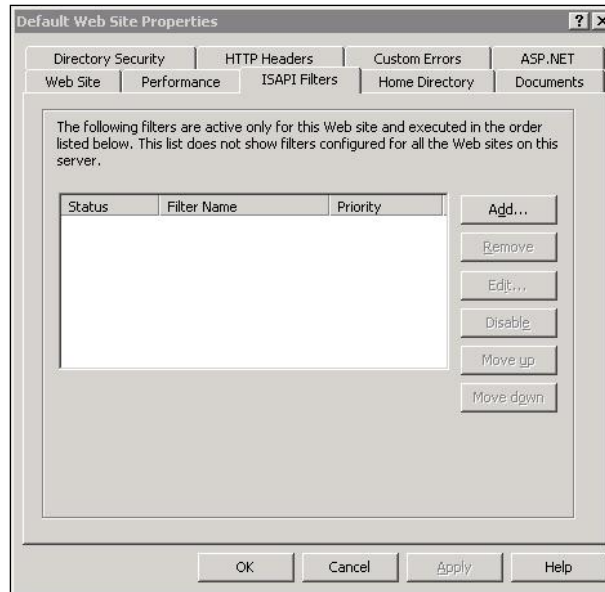 Default Web Site Properties
? X
Directory Security HTTP Headers Custom Errors ASP.NET
Web Site Performance ISAPI Filters Home Directory Documents
The following filters are active only for this Web site and executed in the order
listed below. This list does not show filters configured for all the Web sites on this
server.
Status Filter Name Priority
Add...
Remove
Edit...
Disable
Move up
Move down
OK Cancel Apply Help